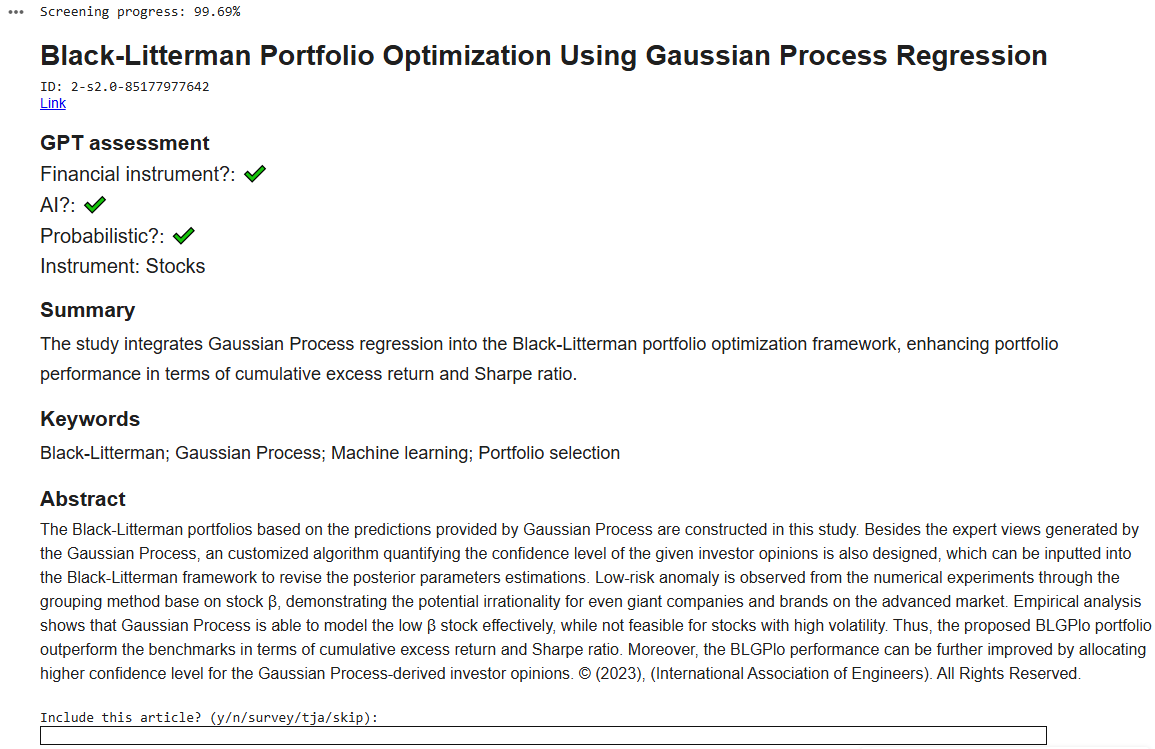 Screening progress: 99.69%
Black-Litterman Portfolio Optimization Using Gaussian Process Regression
ID: 2-s2.0-85177977642
Link
GPT assessment
Financial instrument?: ✔
AI?: ✔
Probabilistic?: ✔
Instrument: Stocks
Summary
The study integrates Gaussian Process regression into the Black-Litterman portfolio optimization framework, enhancing portfolio
performance in terms of cumulative excess return and Sharpe ratio.
Keywords
Black-Litterman; Gaussian Process; Machine learning; Portfolio selection
Abstract
The Black-Litterman portfolios based on the predictions provided by Gaussian Process are constructed in this study. Besides the expert views generated by
the Gaussian Process, an customized algorithm quantifying the confidence level of the given investor opinions is also designed, which can be inputted into
the Black-Litterman framework to revise the posterior parameters estimations. Low-risk anomaly is observed from the numerical experiments through the
grouping method base on stock β, demonstrating the potential irrationality for even giant companies and brands on the advanced market. Empirical analysis
shows that Gaussian Process is able to model the low β stock effectively, while not feasible for stocks with high volatility. Thus, the proposed BLGPlo portfolio
outperform the benchmarks in terms of cumulative excess return and Sharpe ratio. Moreover, the BLGPlo performance can be further improved by allocating
higher confidence level for the Gaussian Process-derived investor opinions. © (2023), (International Association of Engineers). All Rights Reserved.
Include this article? (y/n/survey/tja/skip):